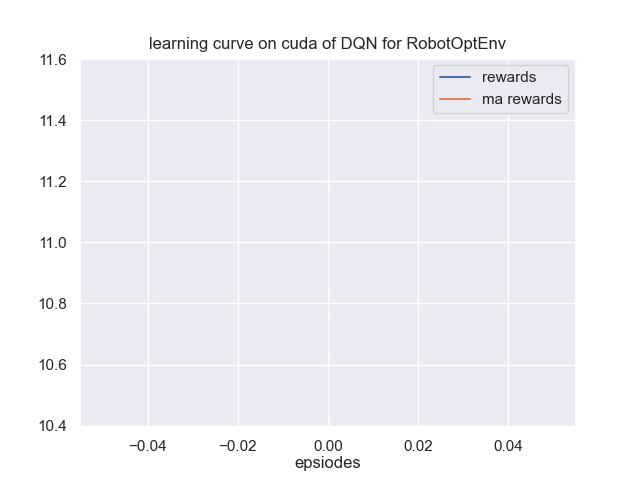 learning curve on cuda of DQN for RobotOptEnv
11.6
11.4
11.2
11.0
10.8
10.6
10.4
rewards
ma rewards
−0.04 −0.02 0.00 0.02 0.04
epsiodes